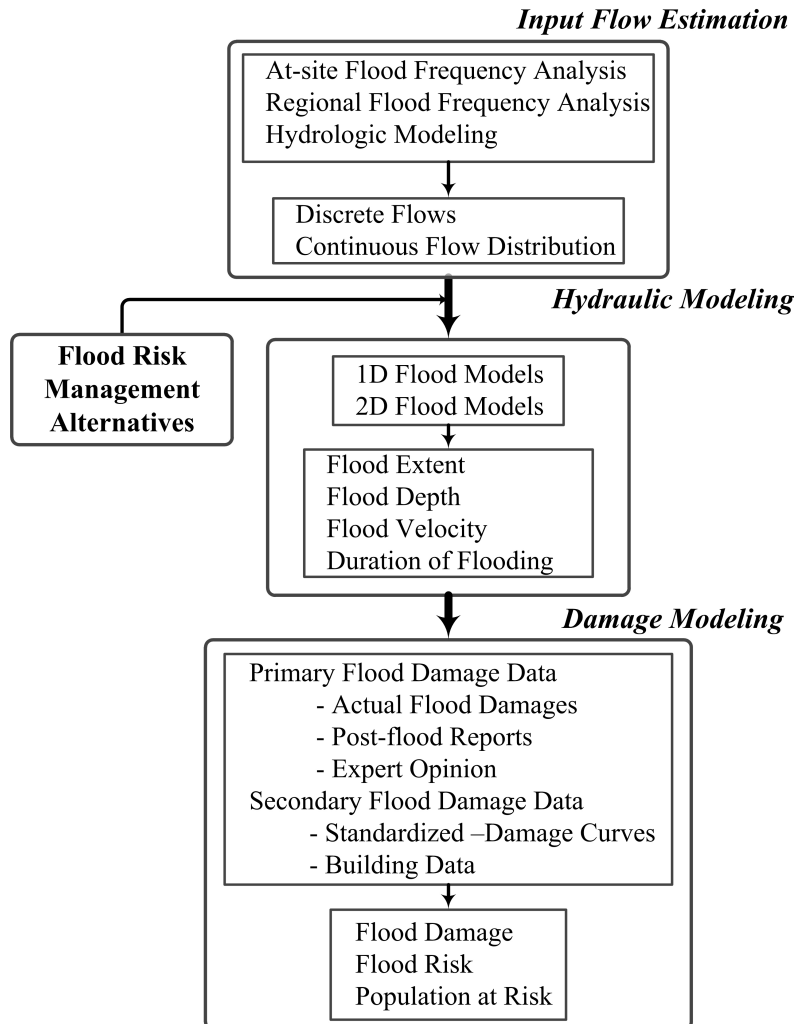 Input Flow Estimation
At-site Flood Frequency Analysis
Regional Flood Frequency Analysis
Hydrologic Modeling
Discrete Flows
Continuous Flow Distribution
Hydraulic Modeling
Flood Risk
Management
Alternatives
1D Flood Models
2D Flood Models
Flood Extent
Flood Depth
Flood Velocity
Duration of Flooding
Damage Modeling
Primary Flood Damage Data
- Actual Flood Damages
- Post-flood Reports
- Expert Opinion
Secondary Flood Damage Data
- Standardized –Damage Curves
- Building Data
Flood Damage
Flood Risk
Population at Risk